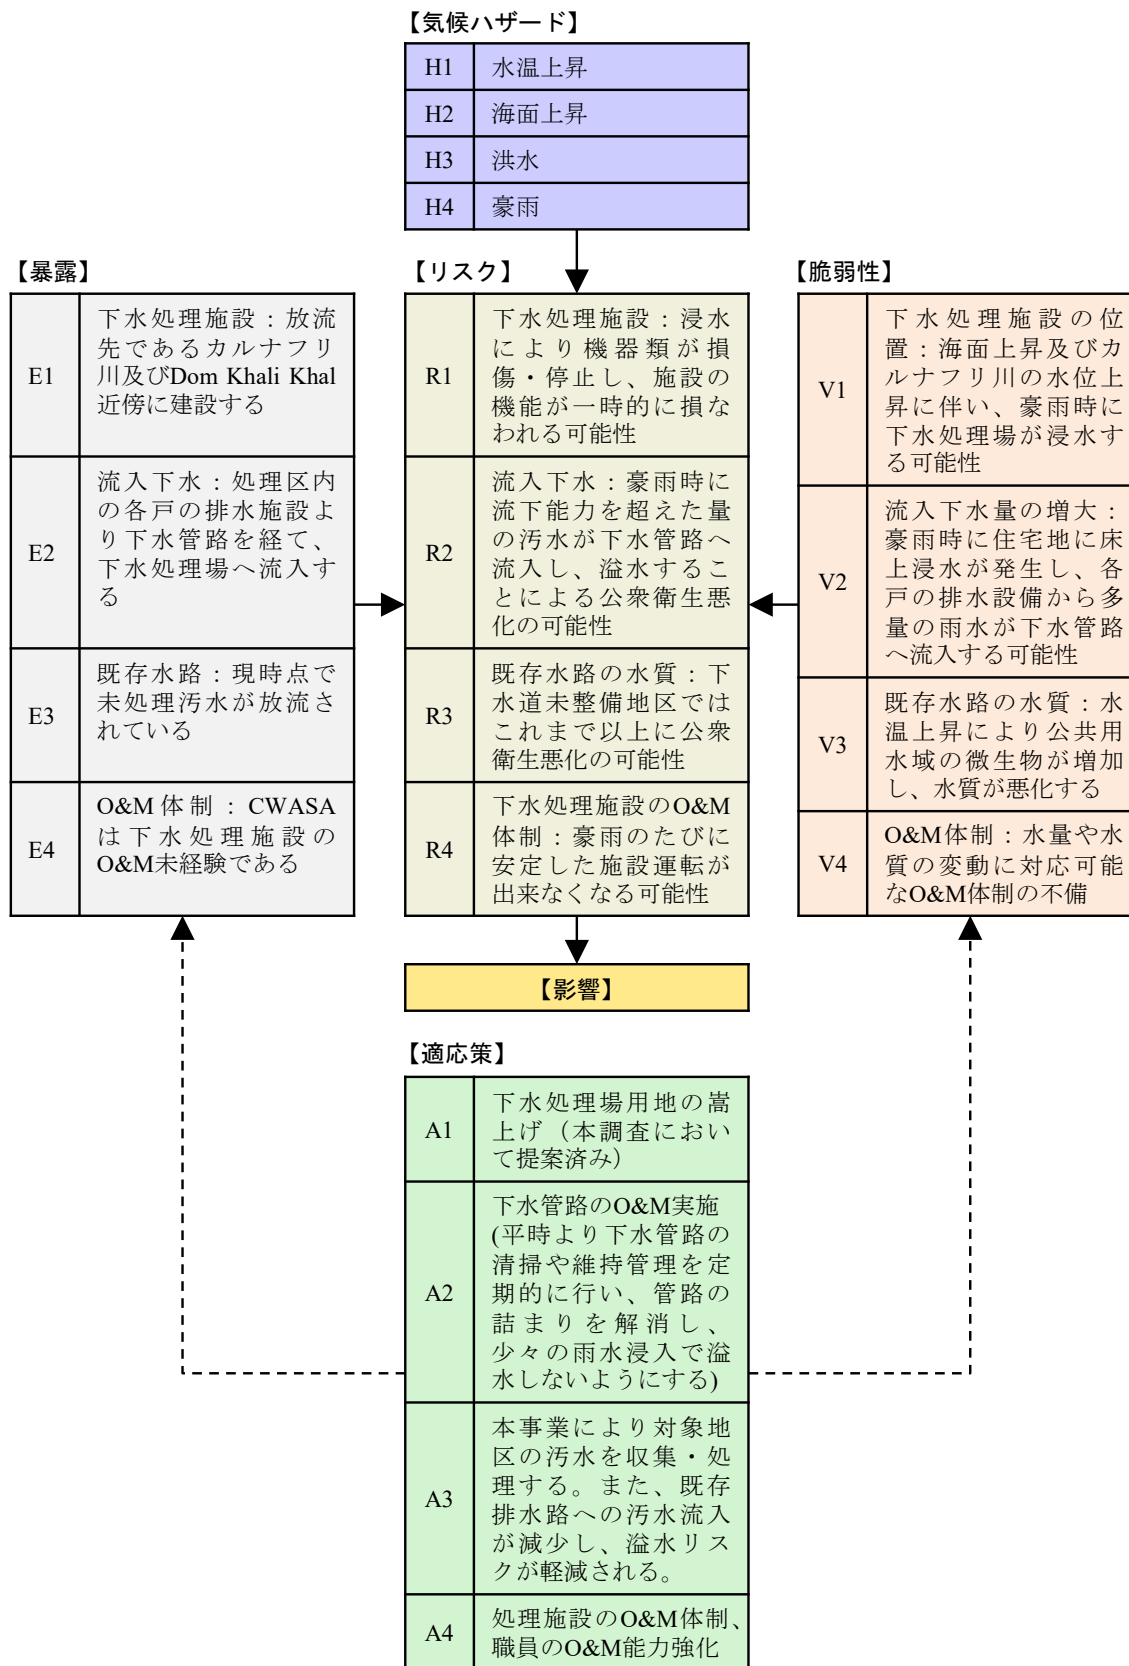 【気候ハザード】
H1 水温上昇
H2 海面上昇
H3 洪水
H4 豪雨
【暴露】
E1
下水処理施設：放流
先であるカルナフリ
川及びDom Khali Khal
近傍に建設する
E2
流入下水：処理区内
の各戸の排水施設よ
り下水管路を経て、
下水処理場へ流入す
る
E3
既存水路：現時点で
未処理汚水が放流さ
れている
E4
O&M体制：CWASA
は下水処理施設の
O&M未経験である
【リスク】
R1
下水処理施設：浸水
により機器類が損
傷・停止し、施設の
機能が一時的に損な
われる可能性
R2
流入下水：豪雨時に
流下能力を超えた量
の汚水が下水管路へ
流入し、溢水するこ
とによる公衆衛生悪
化の可能性
R3
既存水路の水質：下
水道未整備地区では
これまで以上に公衆
衛生悪化の可能性
R4
下水処理施設のO&M
体制：豪雨のたびに
安定した施設運転が
出来なくなる可能性
【脆弱性】
V1
下水処理施設の位
置：海面上昇及びカ
ルナフリ川の水位上
昇に伴い、豪雨時に
下水処理場が浸水す
る可能性
V2
流入下水量の増大：
豪雨時に住宅地に床
上浸水が発生し、各
戸の排水設備から多
量の雨水が下水管路
へ流入する可能性
V3
既存水路の水質：水
温上昇により公共用
水域の微生物が増加
し、水質が悪化する
V4
O&M体制：水量や水
質の変動に対応可能
なO&M体制の不備
【影響】
【適応策】
A1
下水処理場用地の嵩
上げ（本調査におい
て提案済み）
A2
下水管路のO&M実施
(平時より下水管路の
清掃や維持管理を定
期的に行い、管路の
詰まりを解消し、
少々の雨水浸入で溢
水しないようにする)
A3
本事業により対象地
区の汚水を収集・処
理する。また、既存
排水路への汚水流入
が減少し、溢水リス
クが軽減される。
A4
処理施設のO&M体制、
職員のO&M能力強化